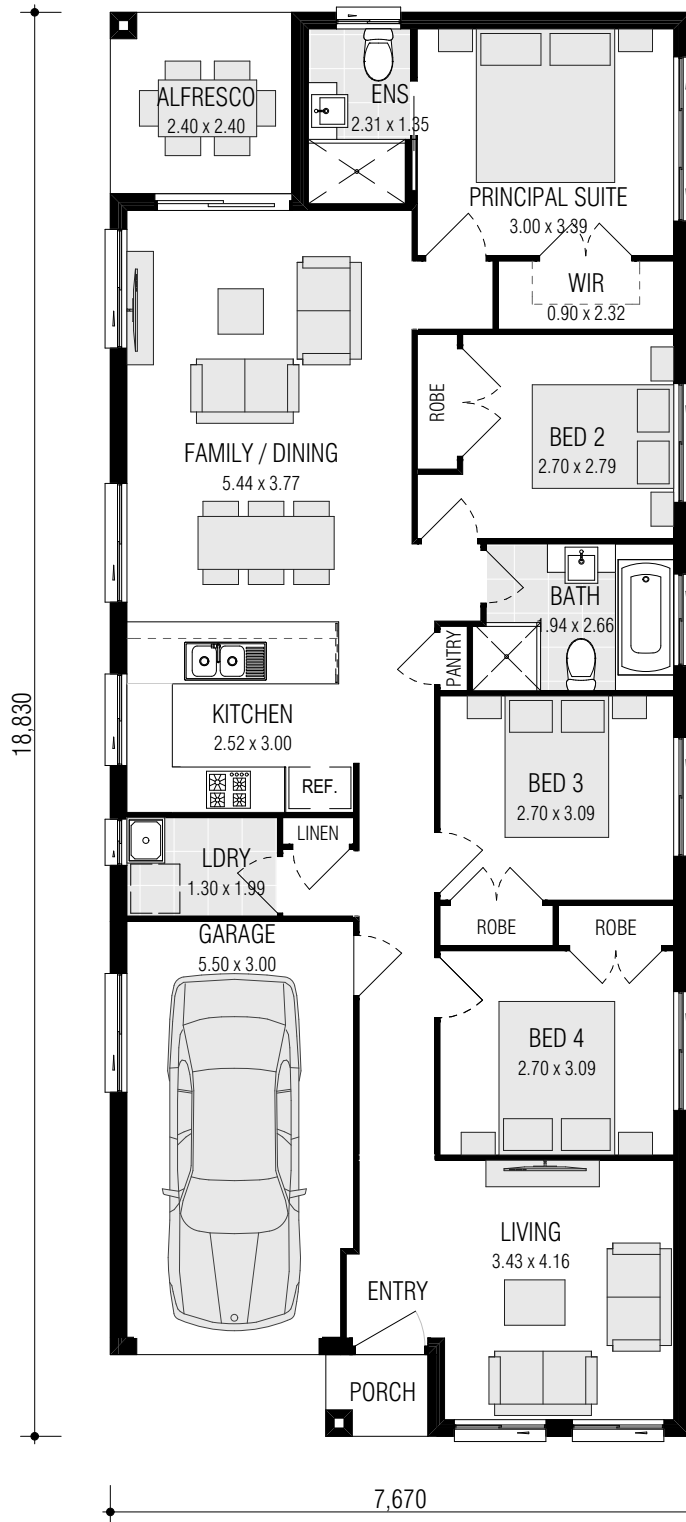 ALFRESCO
2.40 x 2.40
ENS
2.31 x 1.35
PRINCIPAL SUITE
3.00 x 3.39
WIR
0.90 x 2.32
ROBE
BED 2
2.70 x 2.79
FAMILY / DINING
5.44 x 3.77
BATH
1.94 x 2.66
PANTRY
18,830
KITCHEN
2.52 x 3.00
REF.
BED 3
2.70 x 3.09
LINEN
LDRY
1.30 x 1.99
ROBE
ROBE
GARAGE
5.50 x 3.00
BED 4
2.70 x 3.09
LIVING
3.43 x 4.16
ENTRY
PORCH
7,670